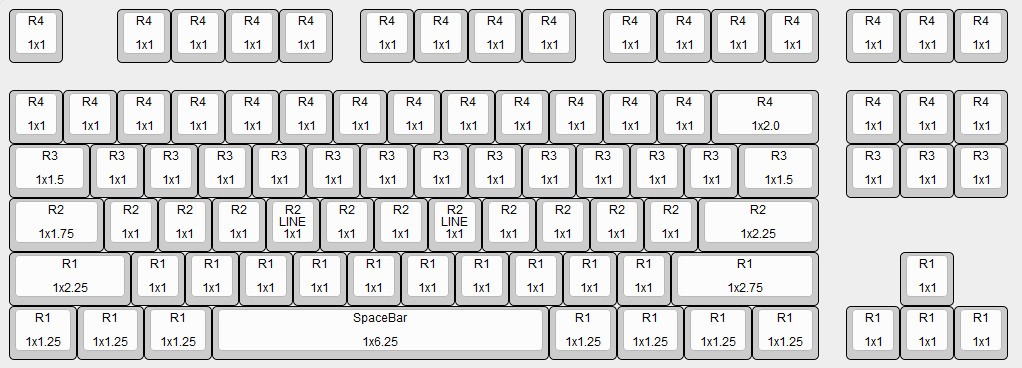 R4 R4 R4 R4 R4 R4 R4 R4 R4 R4 R4 R4 R4 R4 R4 R4
1x1 1x1 1x1 1x1 1x1 1x1 1x1 1x1 1x1 1x1 1x1 1x1 1x1 1x1 1x1 1x1
R4 R4 R4 R4 R4 R4 R4 R4 R4 R4 R4 R4 R4 R4 R4 R4 R4
1x1 1x1 1x1 1x1 1x1 1x1 1x1 1x1 1x1 1x1 1x1 1x1 1x1 1x2.0 1x1 1x1 1x1
R3 R3 R3 R3 R3 R3 R3 R3 R3 R3 R3 R3 R3 R3 R3 R3 R3
1x1.5 1x1 1x1 1x1 1x1 1x1 1x1 1x1 1x1 1x1 1x1 1x1 1x1 1x1.5 1x1 1x1 1x1
R2 R2 R2 R2 R2 R2 R2 R2 R2 R2 R2 R2 R2
LINE LINE
1x1.75 1x1 1x1 1x1 1x1 1x1 1x1 1x1 1x1 1x1 1x1 1x1 1x2.25
R1 R1 R1 R1 R1 R1 R1 R1 R1 R1 R1 R1 R1
1x2.25 1x1 1x1 1x1 1x1 1x1 1x1 1x1 1x1 1x1 1x1 1x2.75 1x1
R1 R1 R1 SpaceBar R1 R1 R1 R1 R1 R1 R1
1x1.25 1x1.25 1x1.25 1x6.25 1x1.25 1x1.25 1x1.25 1x1.25 1x1 1x1 1x1